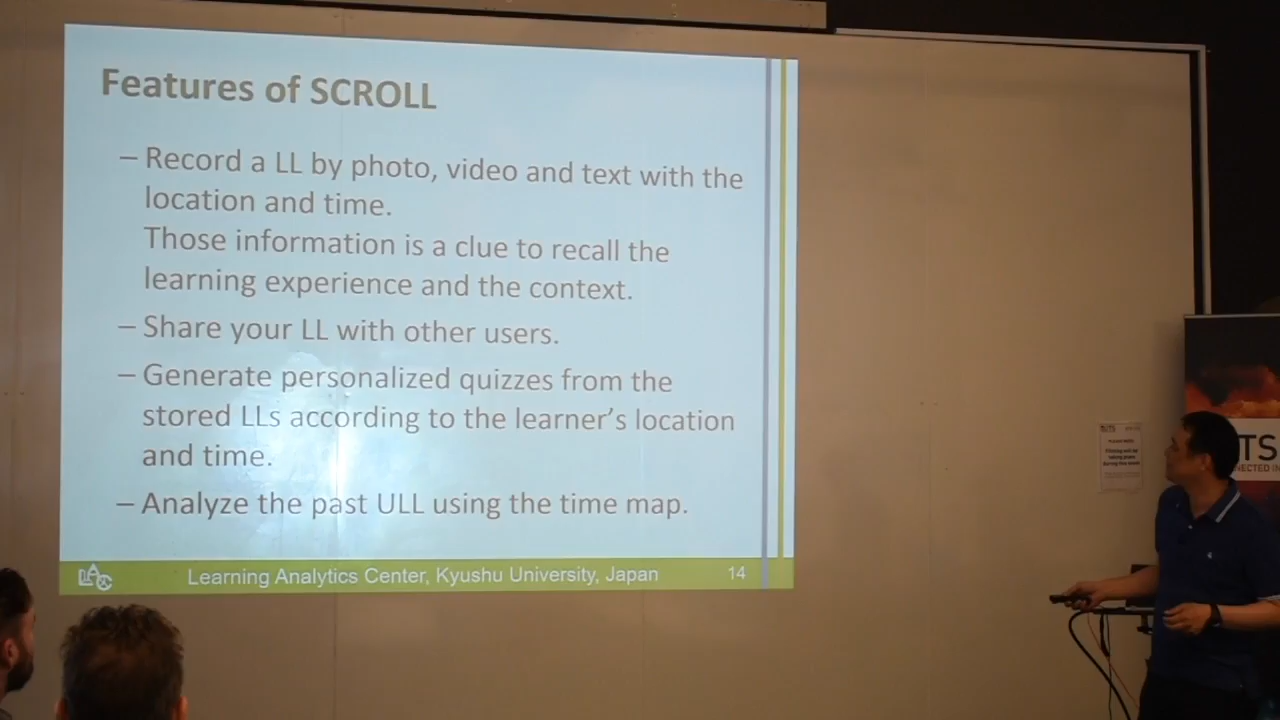 Features of SCROLL
– Record a LL by photo, video and text with the
location and time.
Those information is a clue to recall the
learning experience and the context.
– Share your LL with other users.
– Generate personalized quizzes from the
stored LLs according to the learner's location
and time.
– Analyze the past ULL using the time map.
Learning Analytics Center, Kyushu University, Japan 14
TS
NECTED IN